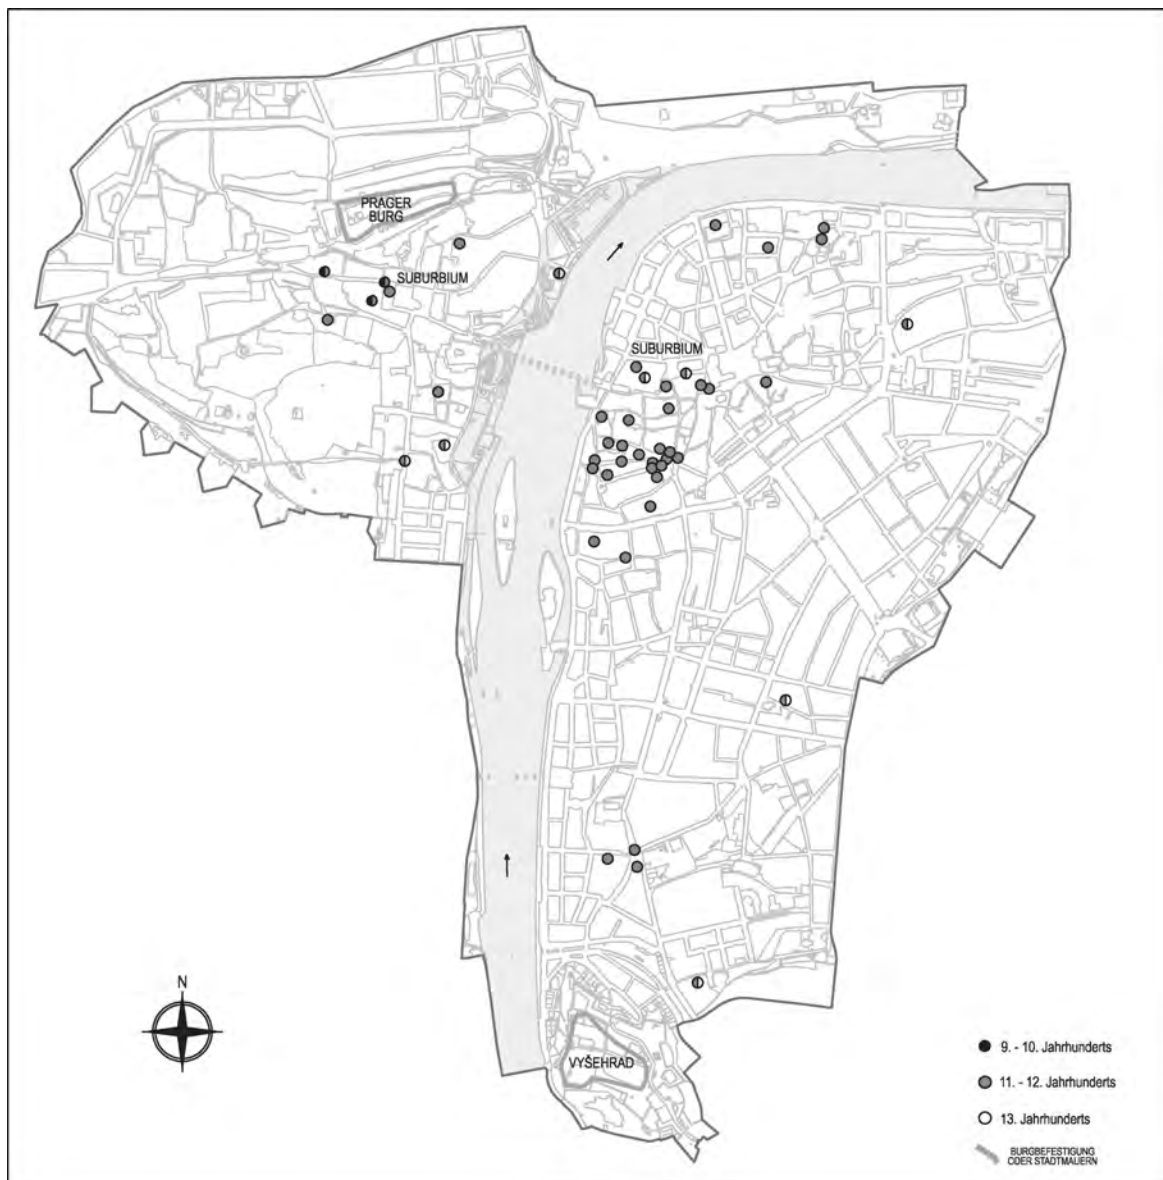 PRAGER
BURG
SUBURBIUM
SUBURBIUM
VYŠEHRAD
N
9. - 10. Jahrhunderts
11. - 12. Jahrhunderts
13. Jahrhunderts
BURGBEFESTIGUNG
ODER STADTMAUERN